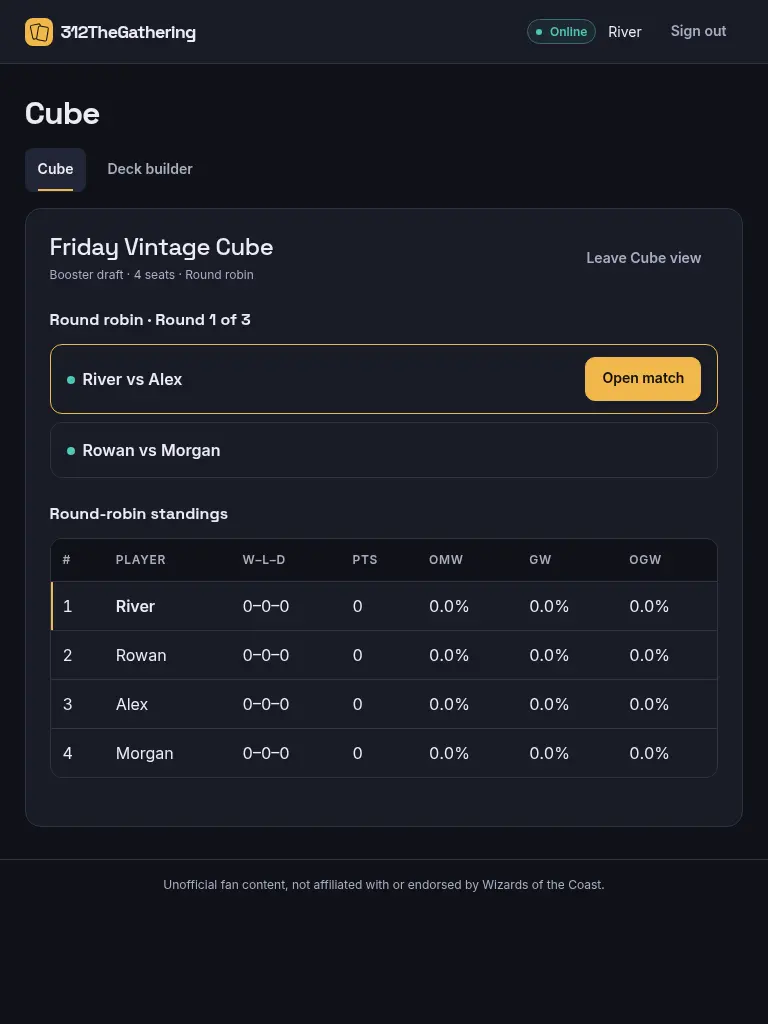 312TheGathering
Online
River
Sign out
Cube
Cube
Deck builder
Friday Vintage Cube
Booster draft · 4 seats · Round robin
Leave Cube view
Round robin · Round 1 of 3
River vs Alex
Open match
Rowan vs Morgan
Round-robin standings
# PLAYER W–L–D PTS OMW GW OGW
1 River 0–0–0 0 0.0% 0.0% 0.0%
2 Rowan 0–0–0 0 0.0% 0.0% 0.0%
3 Alex 0–0–0 0 0.0% 0.0% 0.0%
4 Morgan 0–0–0 0 0.0% 0.0% 0.0%
Unofficial fan content, not affiliated with or endorsed by Wizards of the Coast.